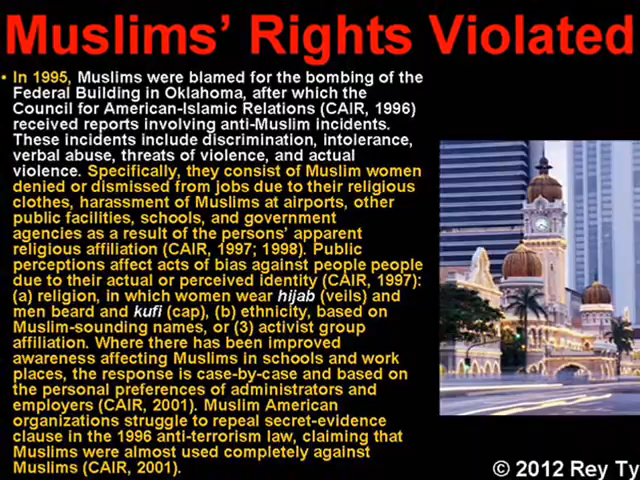 Muslims' Rights Violated
• In 1995, Muslims were blamed for the bombing of the
Federal Building in Oklahoma, after which the
Council for American-Islamic Relations (CAIR, 1996)
received reports involving anti-Muslim incidents.
These incidents include discrimination, intolerance,
verbal abuse, threats of violence, and actual
violence. Specifically, they consist of Muslim women
denied or dismissed from jobs due to their religious
clothes, harassment of Muslims at airports, other
public facilities, schools, and government
agencies as a result of the persons' apparent
religious affiliation (CAIR, 1997; 1998). Public
perceptions affect acts of bias against people people
due to their actual or perceived identity (CAIR, 1997):
(a) religion, in which women wear hijab (veils) and
men beard and kufi (cap), (b) ethnicity, based on
Muslim-sounding names, or (3) activist group
affiliation. Where there has been improved
awareness affecting Muslims in schools and work
places, the response is case-by-case and based on
the personal preferences of administrators and
employers (CAIR, 2001). Muslim American
organizations struggle to repeal secret-evidence
clause in the 1996 anti-terrorism law, claiming that
Muslims were almost used completely against
Muslims (CAIR, 2001).
© 2012 Rey Ty